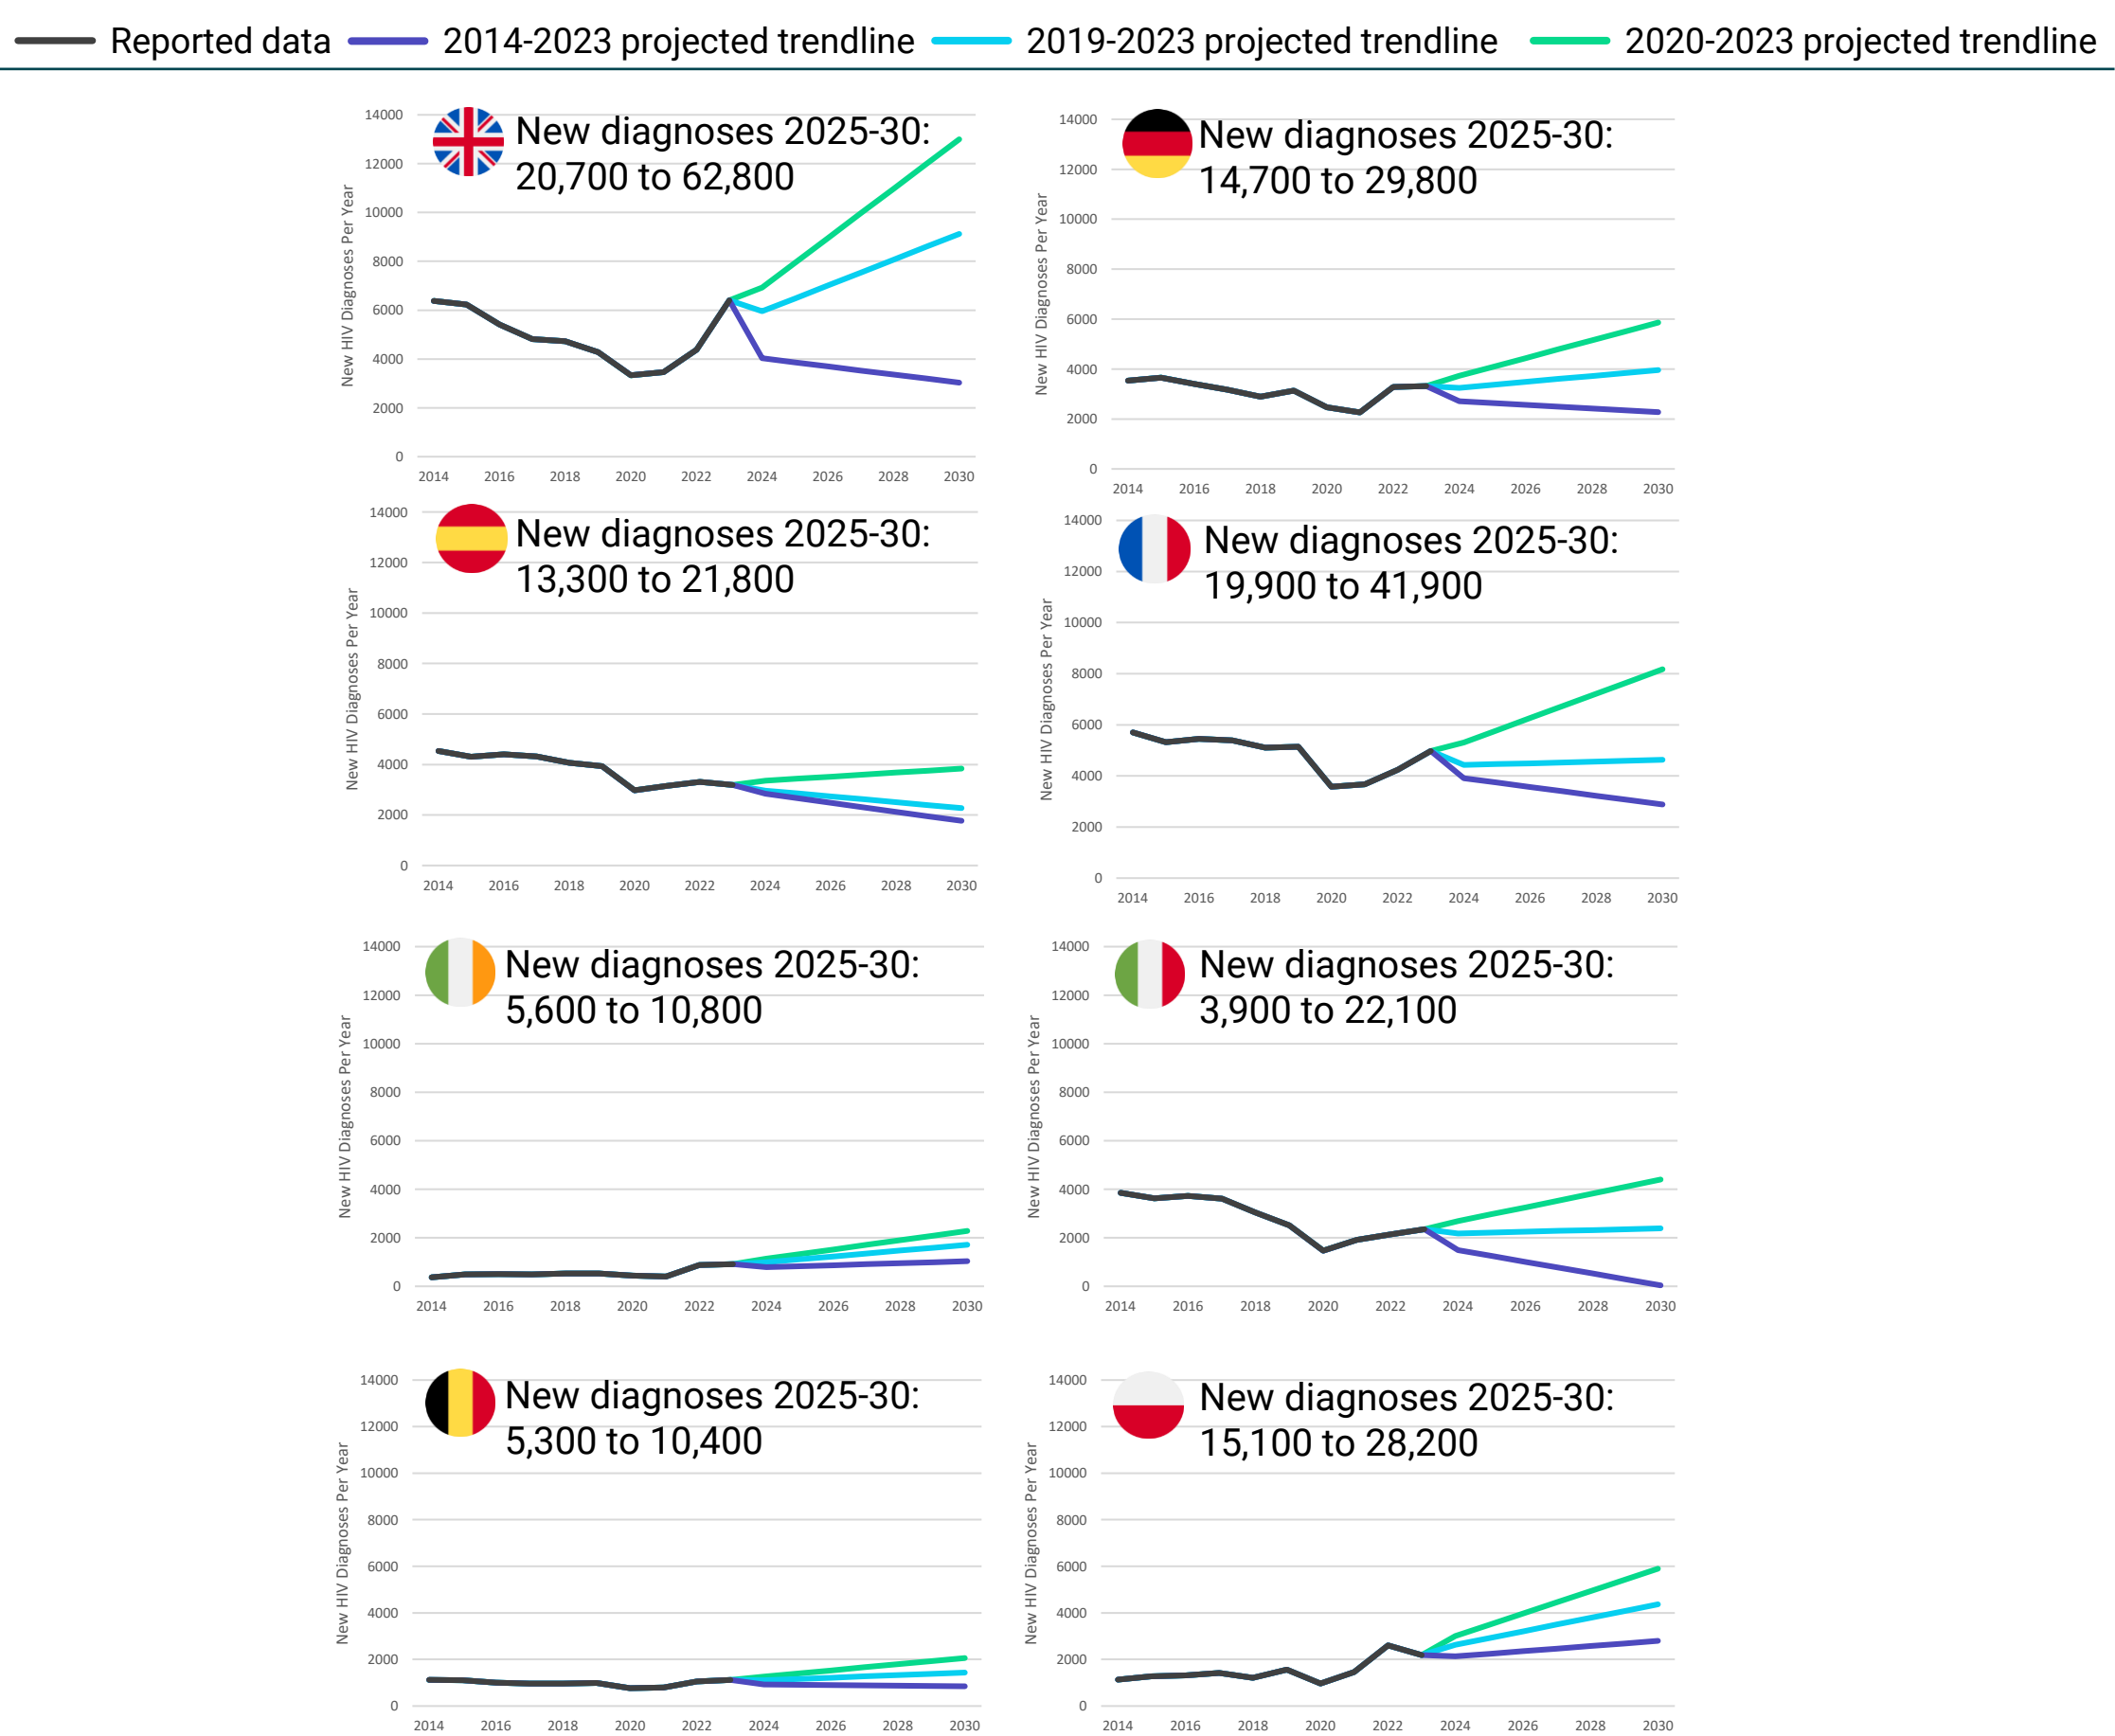 Reported data
2014-2023 projected trendline
2019-2023 projected trendline
2020-2023 projected trendline
New diagnoses 2025-30:
20,700 to 62,800
New HIV Diagnoses Per Year
14000
12000
10000
8000
6000
4000
2000
0
2014 2016 2018 2020 2022 2024 2026 2028 2030
New diagnoses 2025-30:
14,700 to 29,800
New HIV Diagnoses Per Year
14000
12000
10000
8000
6000
4000
2000
0
2014 2016 2018 2020 2022 2024 2026 2028 2030
New diagnoses 2025-30:
13,300 to 21,800
New HIV Diagnoses Per Year
14000
12000
10000
8000
6000
4000
2000
0
2014 2016 2018 2020 2022 2024 2026 2028 2030
New diagnoses 2025-30:
19,900 to 41,900
New HIV Diagnoses Per Year
14000
12000
10000
8000
6000
4000
2000
0
2014 2016 2018 2020 2022 2024 2026 2028 2030
New diagnoses 2025-30:
5,600 to 10,800
New HIV Diagnoses Per Year
14000
12000
10000
8000
6000
4000
2000
0
2014 2016 2018 2020 2022 2024 2026 2028 2030
New diagnoses 2025-30:
3,900 to 22,100
New HIV Diagnoses Per Year
14000
12000
10000
8000
6000
4000
2000
0
2014 2016 2018 2020 2022 2024 2026 2028 2030
New diagnoses 2025-30:
5,300 to 10,400
New HIV Diagnoses Per Year
14000
12000
10000
8000
6000
4000
2000
0
2014 2016 2018 2020 2022 2024 2026 2028 2030
New diagnoses 2025-30:
15,100 to 28,200
New HIV Diagnoses Per Year
14000
12000
10000
8000
6000
4000
2000
0
2014 2016 2018 2020 2022 2024 2026 2028 2030